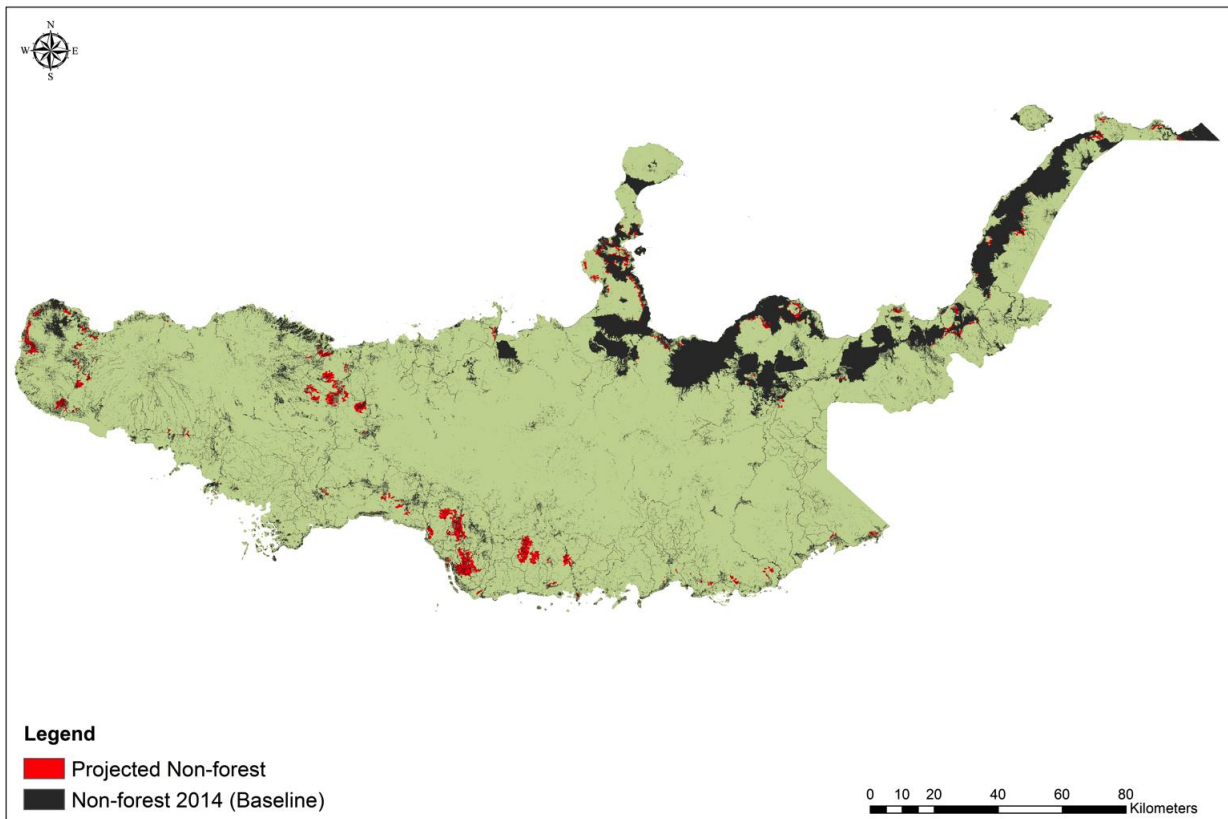 N
W E
S
Legend
Projected Non-forest
Non-forest 2014 (Baseline)
0 10 20 40 60 80
Kilometers